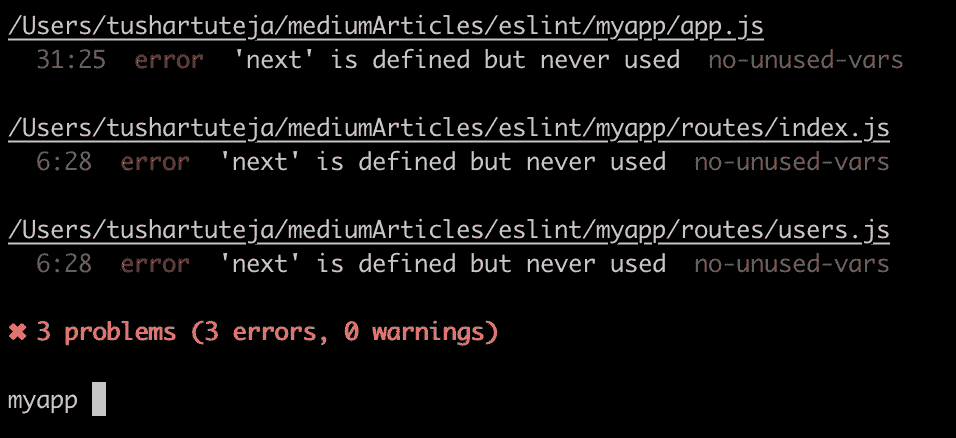 /Users/tushartuteja/mediumArticles/eslint/myapp/app.js
31:25 error 'next' is defined but never used no-unused-vars
/Users/tushartuteja/mediumArticles/eslint/myapp/routes/index.js
6:28 error 'next' is defined but never used no-unused-vars
/Users/tushartuteja/mediumArticles/eslint/myapp/routes/users.js
6:28 error 'next' is defined but never used no-unused-vars
✖ 3 problems (3 errors, 0 warnings)
myapp